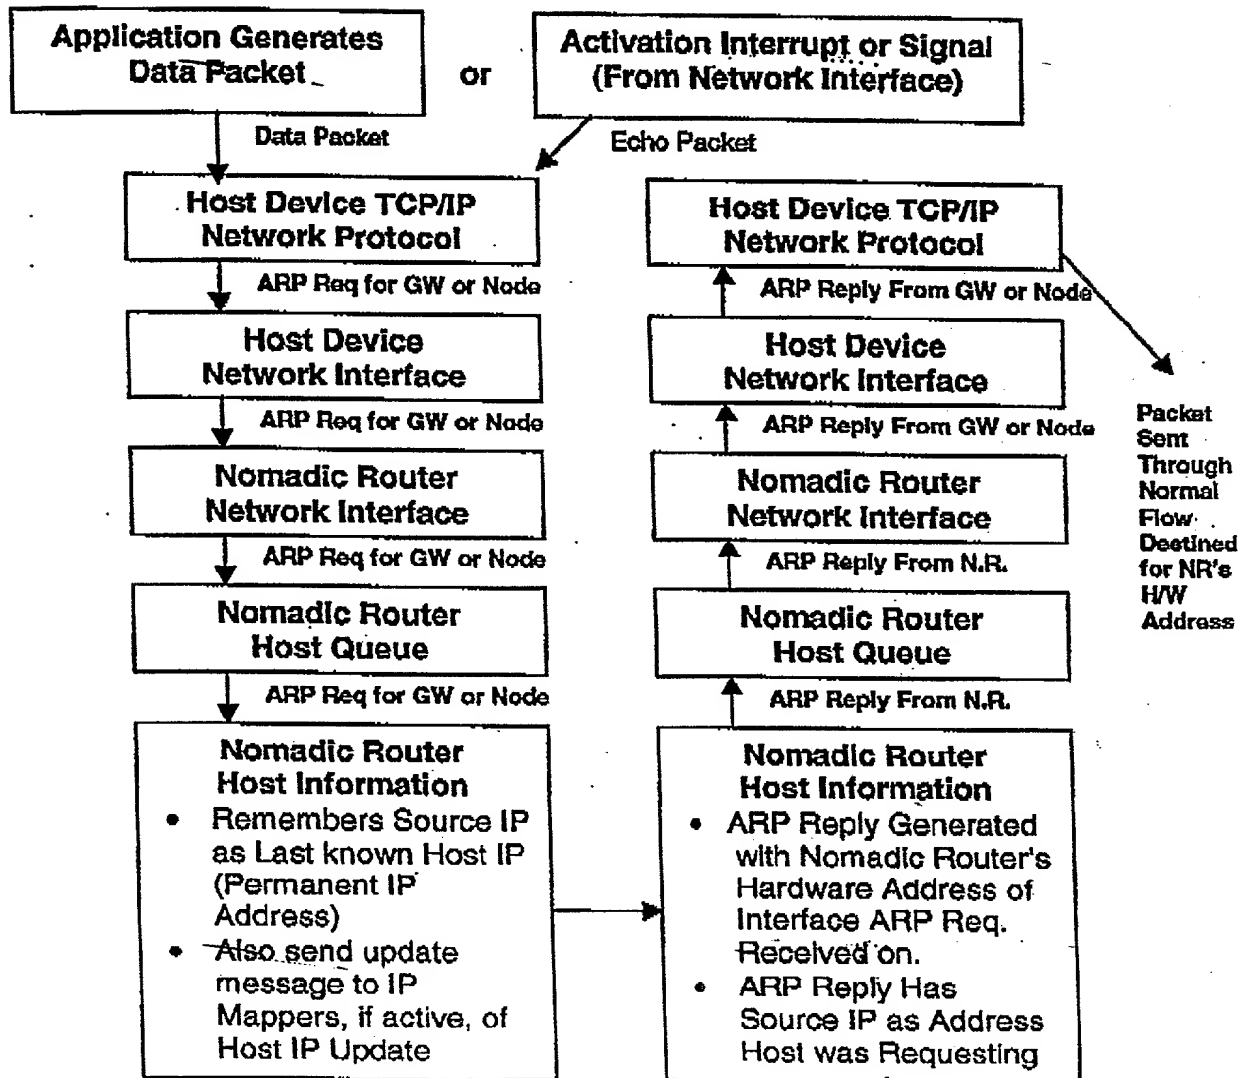 Application Generates
Data Packet
or
Activation Interrupt or Signal
(From Network Interface)
Data Packet
Echo Packet
Host Device TCP/IP
Network Protocol
ARP Req for GW or Node
Host Device
Network Interface
ARP Req for GW or Node
Nomadic Router
Network Interface
ARP Req for GW or Node
Nomadic Router
Host Queue
ARP Req for GW or Node
Nomadic Router
Host Information
• Remembers Source IP
as Last known Host IP
(Permanent IP
Address)
• Also send update
message to IP
Mappers, if active, of
Host IP Update
Host Device TCP/IP
Network Protocol
ARP Reply From GW or Node
Host Device
Network Interface
ARP Reply From GW or Node
Nomadic Router
Network Interface
ARP Reply From N.R.
Nomadic Router
Host Queue
ARP Reply From N.R.
Nomadic Router
Host Information
• ARP Reply Generated
with Nomadic Router's
Hardware Address of
Interface ARP Req.
Received on.
• ARP Reply Has
Source IP as Address
Host was Requesting
Packet
Sent
Through
Normal
Flow
Destined
for NR's
H/W
Address